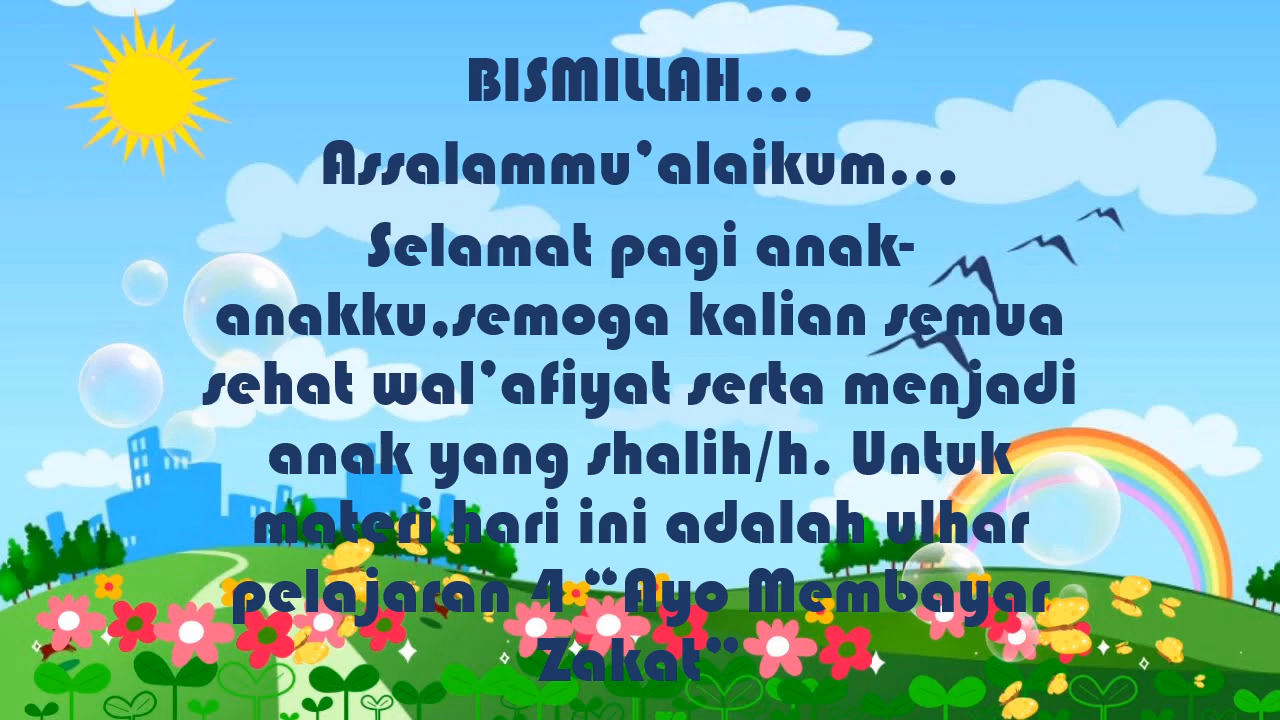 BISMILLAH...
Assalammu’alaikum...
Selamat pagi anak-
anakku,semoga kalian semua
sehat wal’afiyat serta menjadi
anak yang shalih/h. Untuk
materi hari ini adalah ulhar
pelajaran 4 “Ayo Membayar
Zakat”